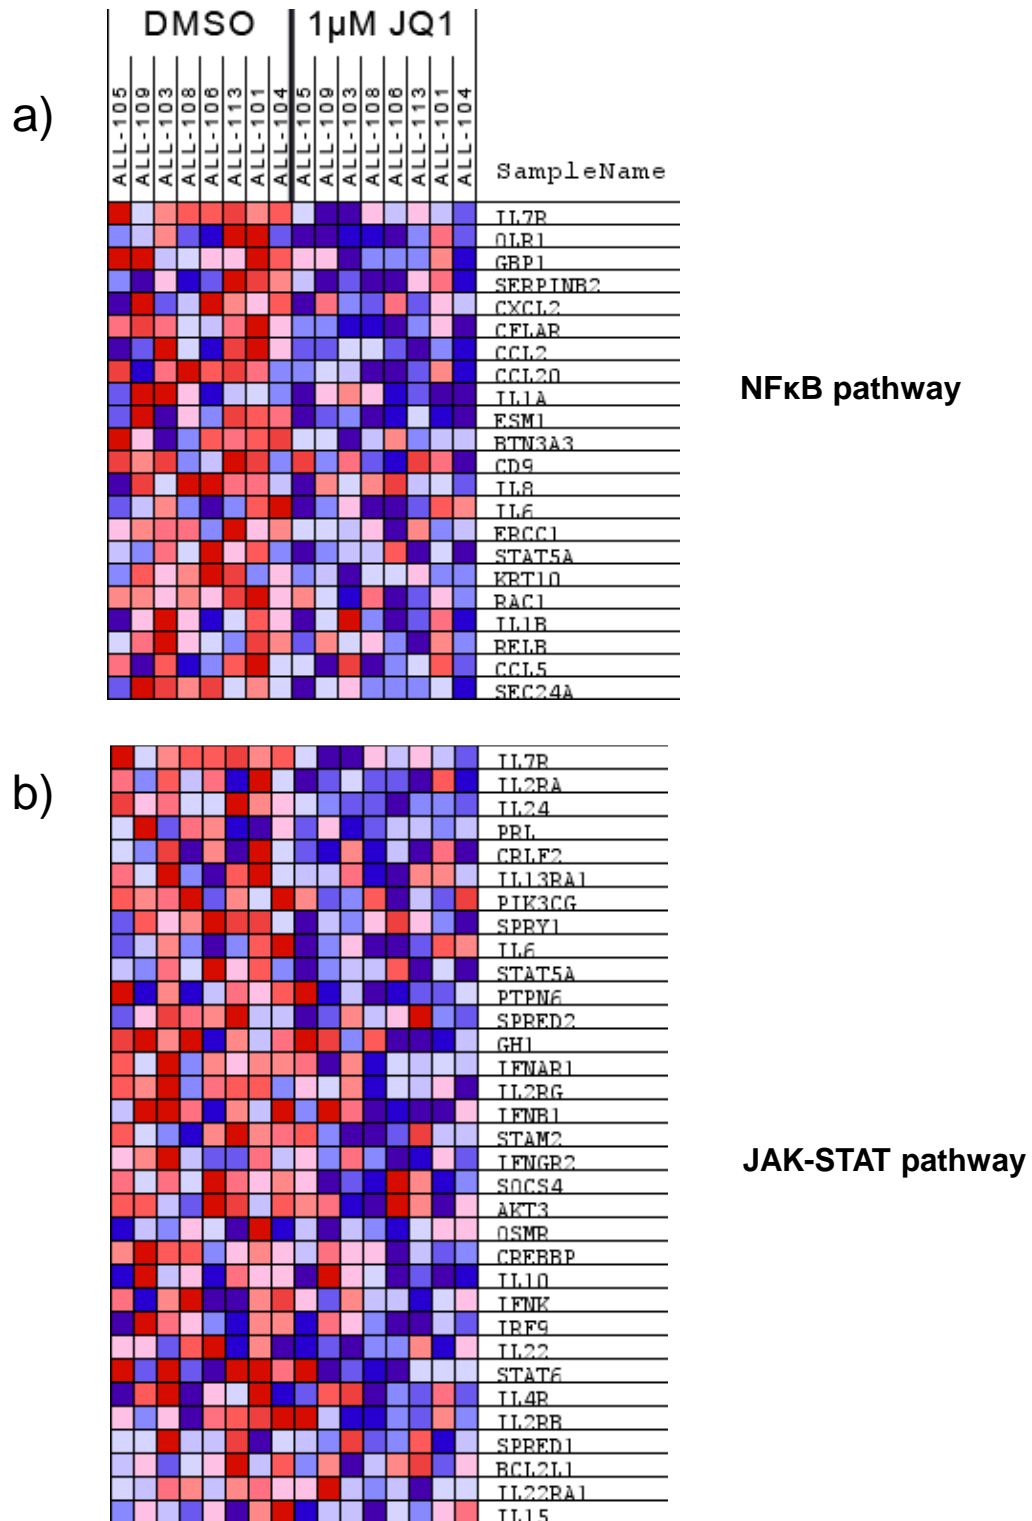 DMSO 1µM JQ1
a)
ALL-105 ALL-109 ALL-103 ALL-108 ALL-106 ALL-113 ALL-101 ALL-104 ALL-105 ALL-109 ALL-103 ALL-108 ALL-106 ALL-113 ALL-101 ALL-104
SampleName
IL7R
OLR1
GBP1
SERPINB2
CXCL2
CFLAR
CCL2
CCL20
IL1A
ESM1
BTN3A3
CD9
IL8
IL6
ERCC1
STAT5A
KRT10
RAC1
IL1B
RELB
CCL5
SEC24A
NFκB pathway
b)
IL7R
IL2RA
IL24
PRL
CRLF2
IL13RA1
PIK3CG
SPRY1
IL6
STAT5A
PTPN6
SPRED2
GH1
IFNAR1
IL2RG
IFNB1
STAM2
IFNGR2
SOCS4
AKT3
OSMR
CREBBP
IL10
IFNK
IRF9
IL22
STAT6
IL4R
IL2RB
SPRED1
BCL2L1
IL22RA1
IL15
JAK-STAT pathway